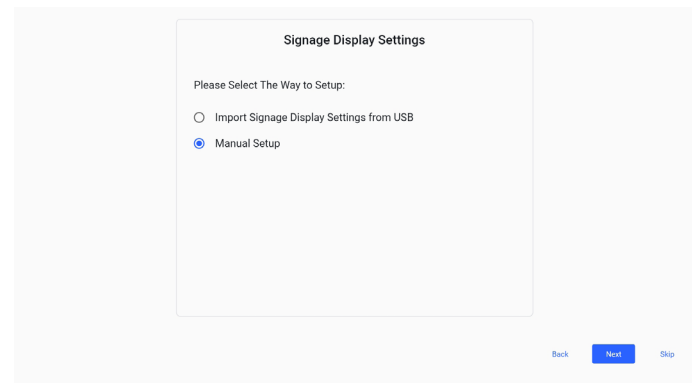 Signage Display Settings
Please Select The Way to Setup:
Import Signage Display Settings from USB
Manual Setup
Back Next Skip